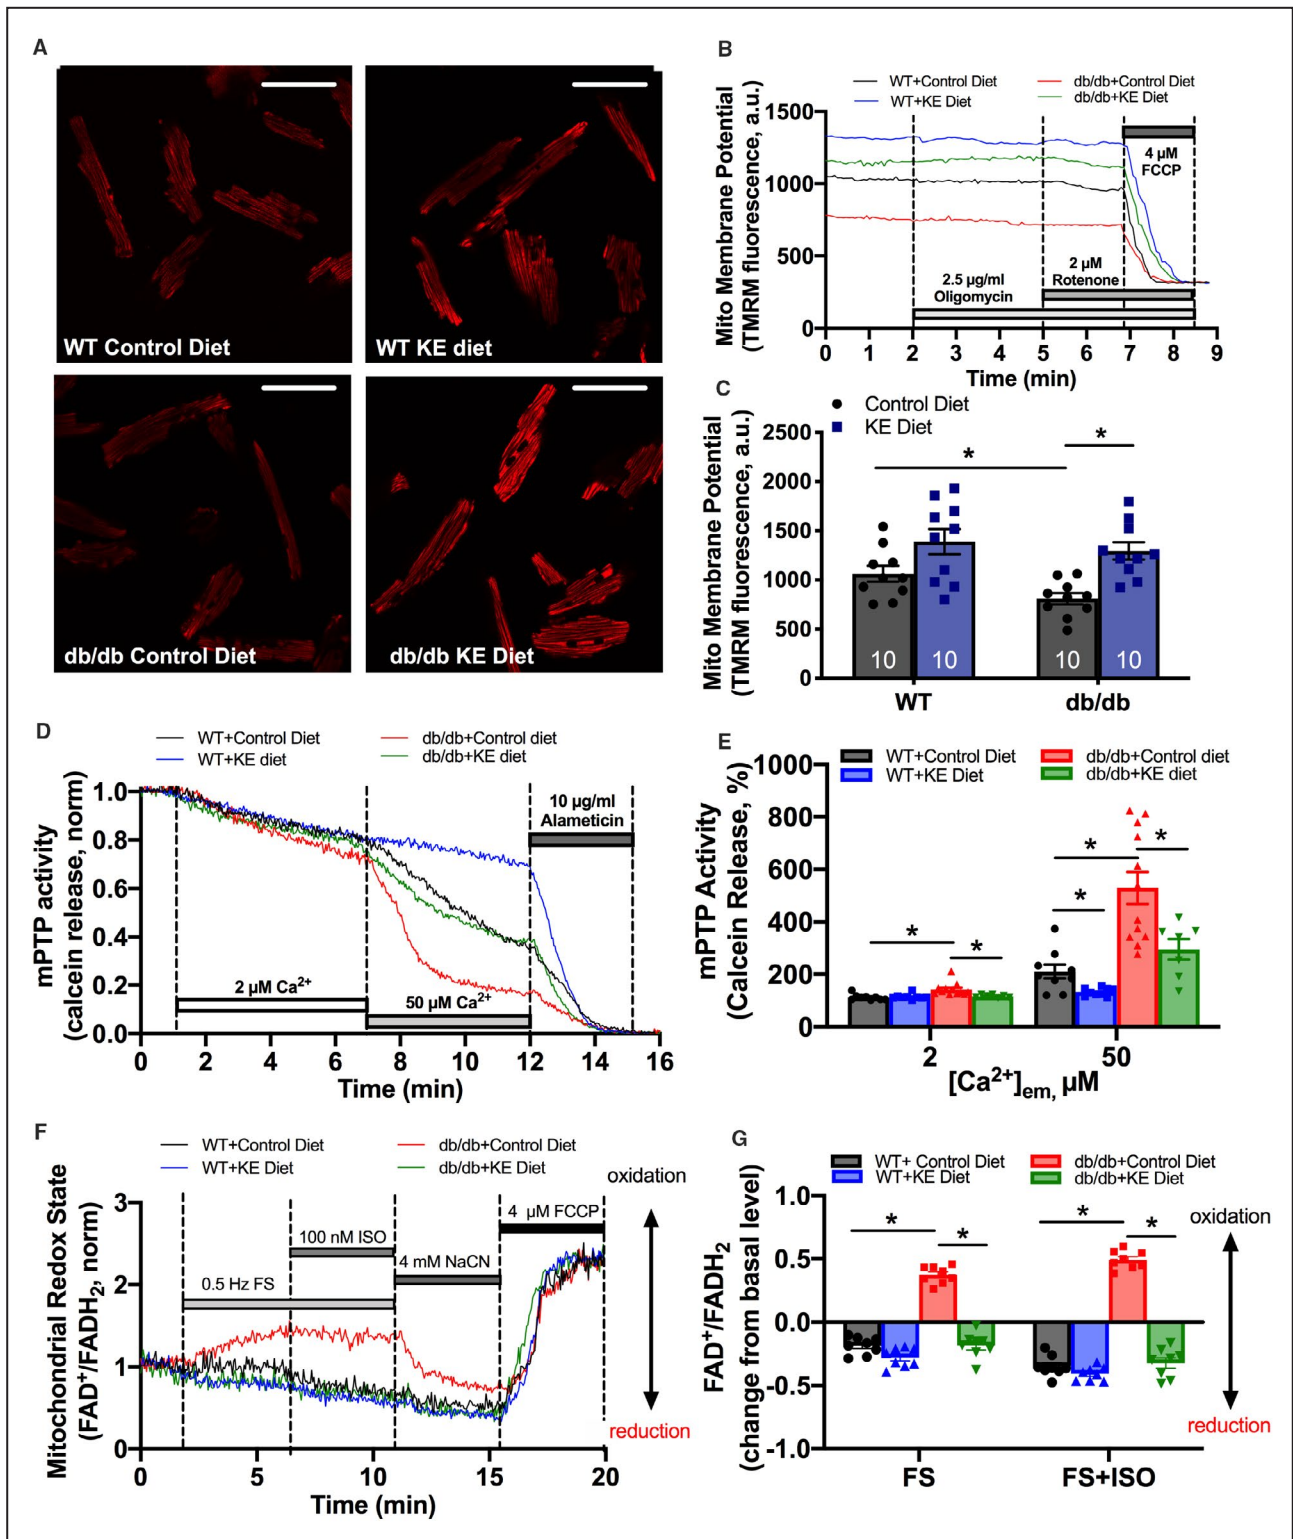 A
WT Control Diet
WT KE diet
db/db Control Diet
db/db KE Diet
B
WT+Control Diet
WT+KE Diet
db/db+Control Diet
db/db+KE Diet
Mito Membrane Potential
(TMRM fluorescence, a.u.)
1500
1000
500
0
4 µM
FCCP
2 µM
Rotenone
2.5 µg/ml
Oligomycin
0 1 2 3 4 5 6 7 8 9
Time (min)
C
Control Diet
KE Diet
Mito Membrane Potential
(TMRM fluorescence, a.u.)
2500
2000
1500
1000
500
0
* *
10 10 10 10
WT db/db
D
WT+Control Diet
WT+KE diet
db/db+Control diet
db/db+KE diet
mPTP activity
(calcein release, norm)
1.0
0.8
0.6
0.4
0.2
0.0
10 µg/ml
Alameticin
2 µM Ca²⁺
50 µM Ca²⁺
0 2 4 6 8 10 12 14 16
Time (min)
E
WT+Control Diet
WT+KE Diet
db/db+Control diet
db/db+KE diet
mPTP Activity
(Calcein Release, %)
1000
800
600
400
200
0
* * * * *
2 50
[Ca²⁺]em, µM
F
WT+Control Diet
WT+KE Diet
db/db+Control Diet
db/db+KE Diet
Mitochondrial Redox State
(FAD⁺/FADH₂, norm)
3
2
1
0
0.5 Hz FS
100 nM ISO
4 mM NaCN
4 µM FCCP
oxidation
reduction
0 5 10 15 20
Time (min)
G
WT+ Control Diet
WT+KE Diet
db/db+Control Diet
db/db+KE Diet
FAD⁺/FADH₂
(change from basal level)
1.0
0.5
0.0
-0.5
-1.0
* * * *
oxidation
reduction
FS FS+ISO